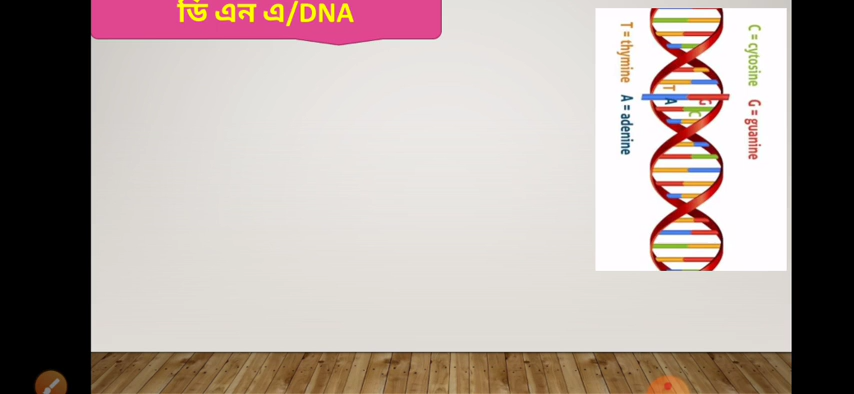 ডি এন এ/DNA
C = cytosine G = guanine
T A G C
T = thymine A = adenine